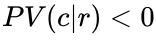 PV(c|r) < 0